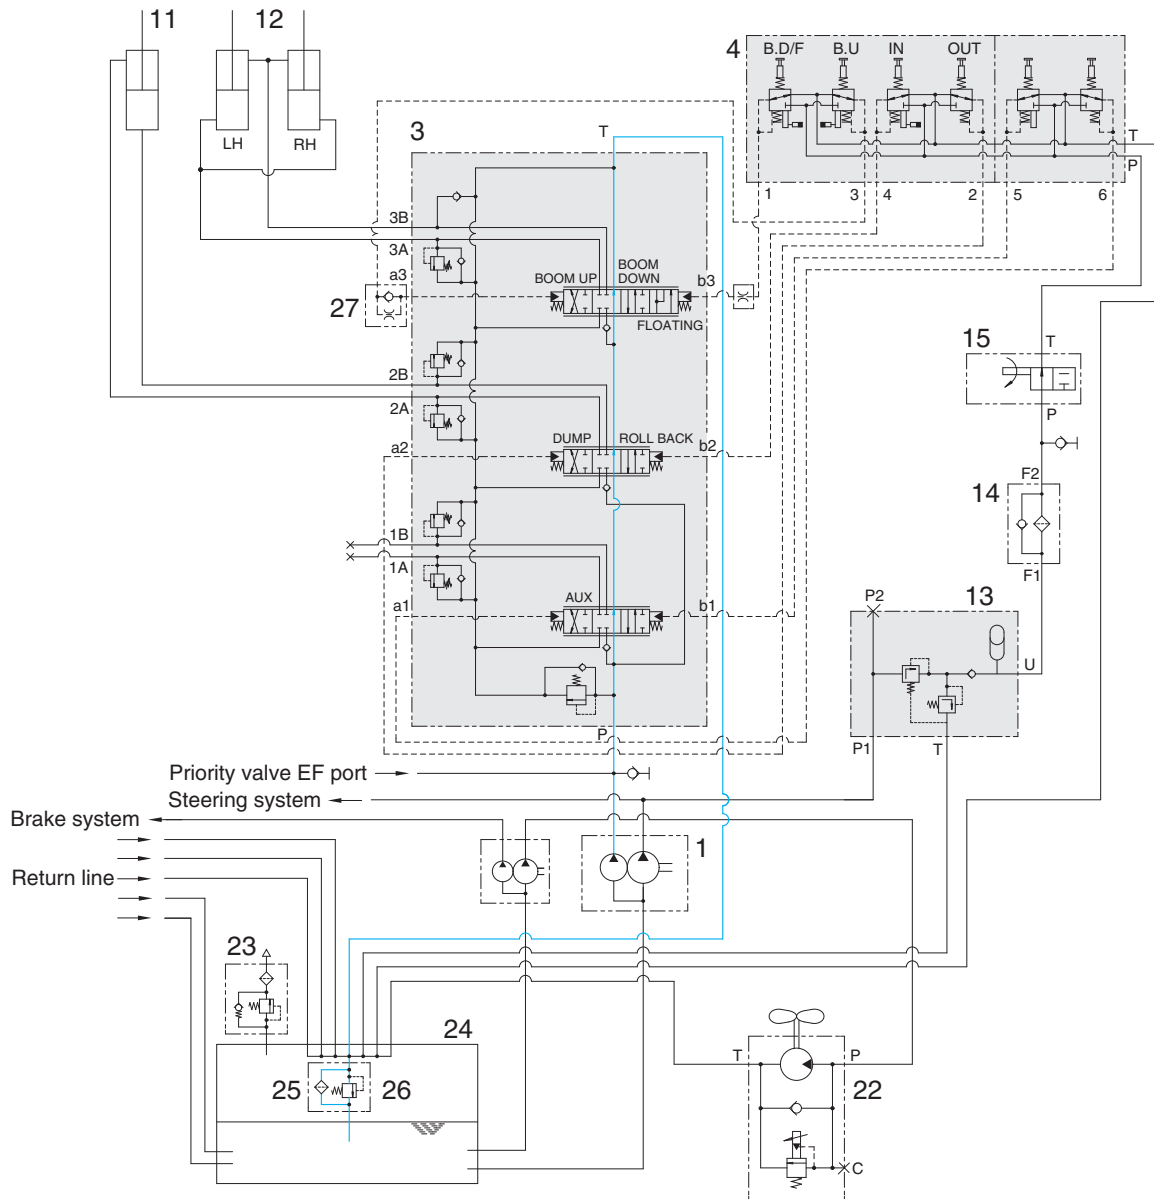 11
12
LH
RH
3
T
4
B.D/F
B.U
IN
OUT
T
P
1
3
4
2
5
6
3B
3A
a3
BOOM UP
BOOM
DOWN
b3
27
FLOATING
15
T
P
2B
2A
a2
DUMP
ROLL BACK
b2
F2
14
F1
1B
1A
a1
AUX
b1
P2
13
U
P
P1
T
Priority valve EF port
Steering system
Brake system
1
Return line
23
24
25
26
T
P
22
C